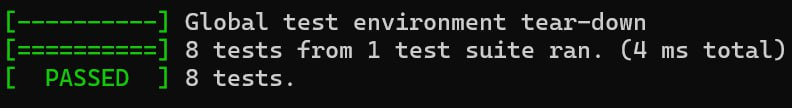 [----------] Global test environment tear-down
[==========] 8 tests from 1 test suite ran. (4 ms total)
[  PASSED  ] 8 tests.